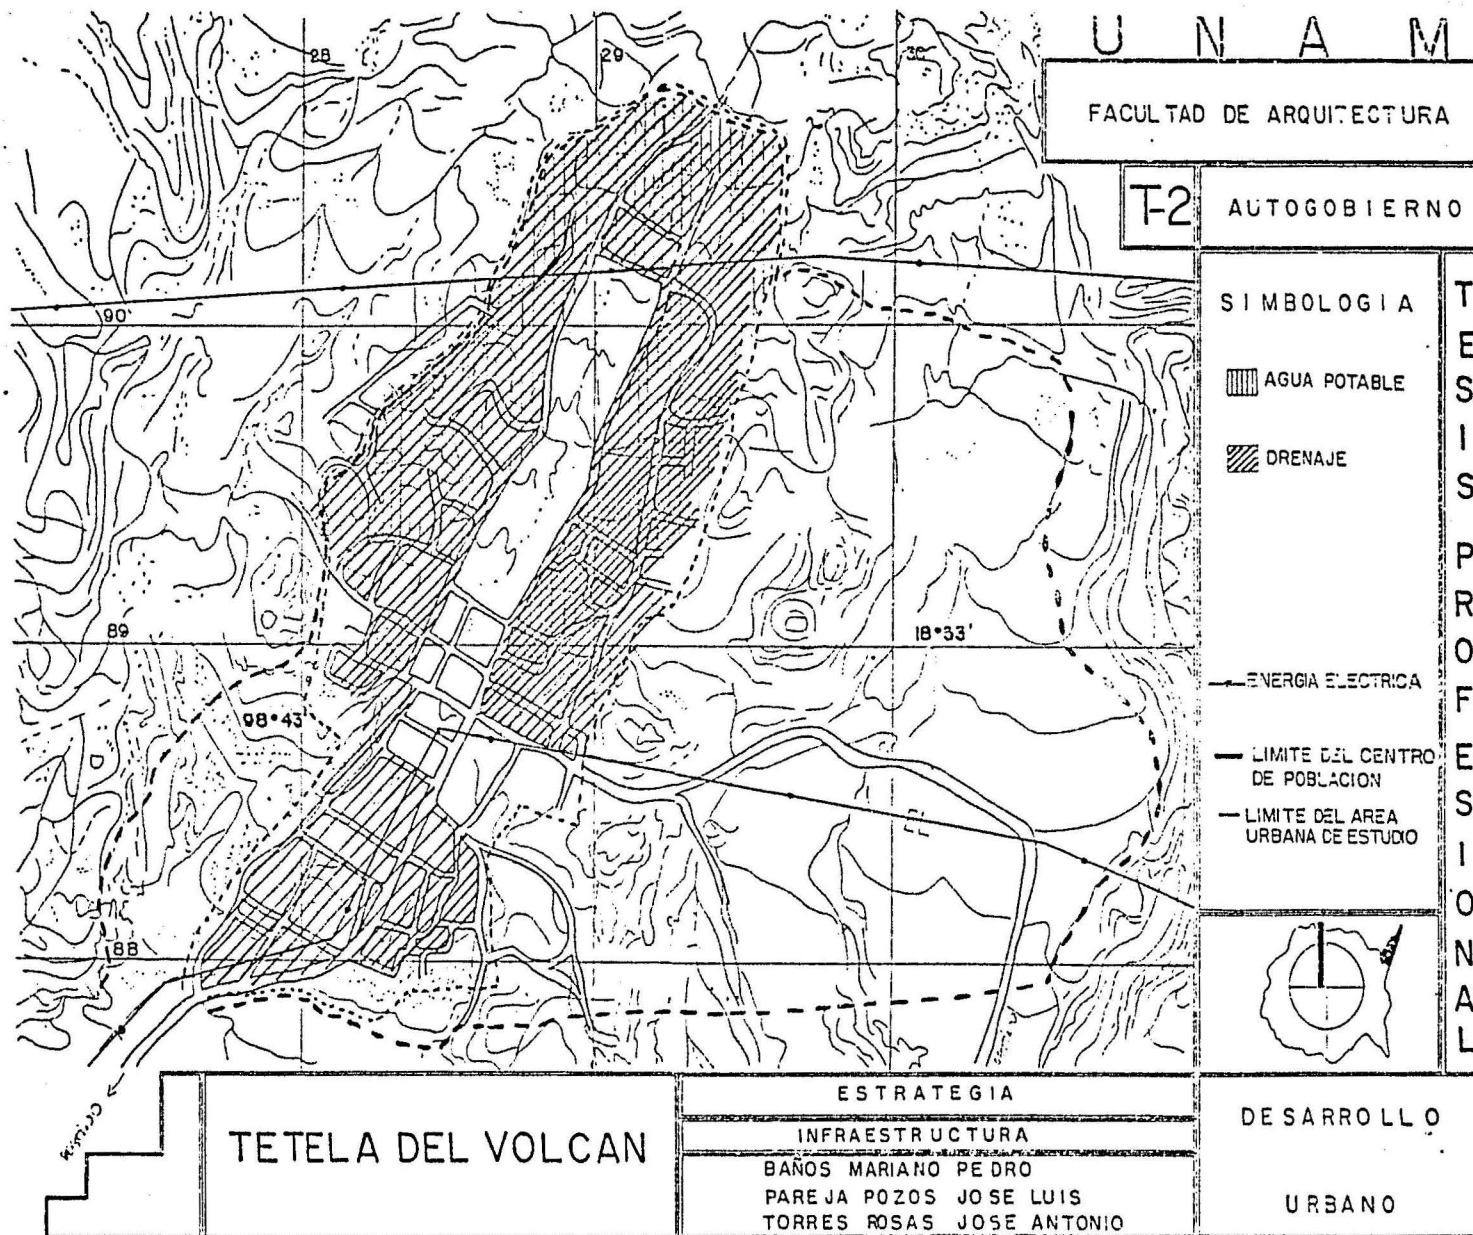 U N A M
FACULTAD DE ARQUITECTURA
T-2
AUTOGOBIERNO
TESIS PROFESIONAL
SIMBOLOGIA
AGUA POTABLE
DRENAJE
ENERGIA ELECTRICA
LIMITE DEL CENTRO
DE POBLACION
LIMITE DEL AREA
URBANA DE ESTUDIO
28
29
30
90
89
18°33'
98°43'
88
TETELA DEL VOLCAN
ESTRATEGIA
INFRAESTRUCTURA
BAÑOS MARIANO PEDRO
PAREJA POZOS JOSE LUIS
TORRES ROSAS JOSE ANTONIO
DESARROLLO
URBANO